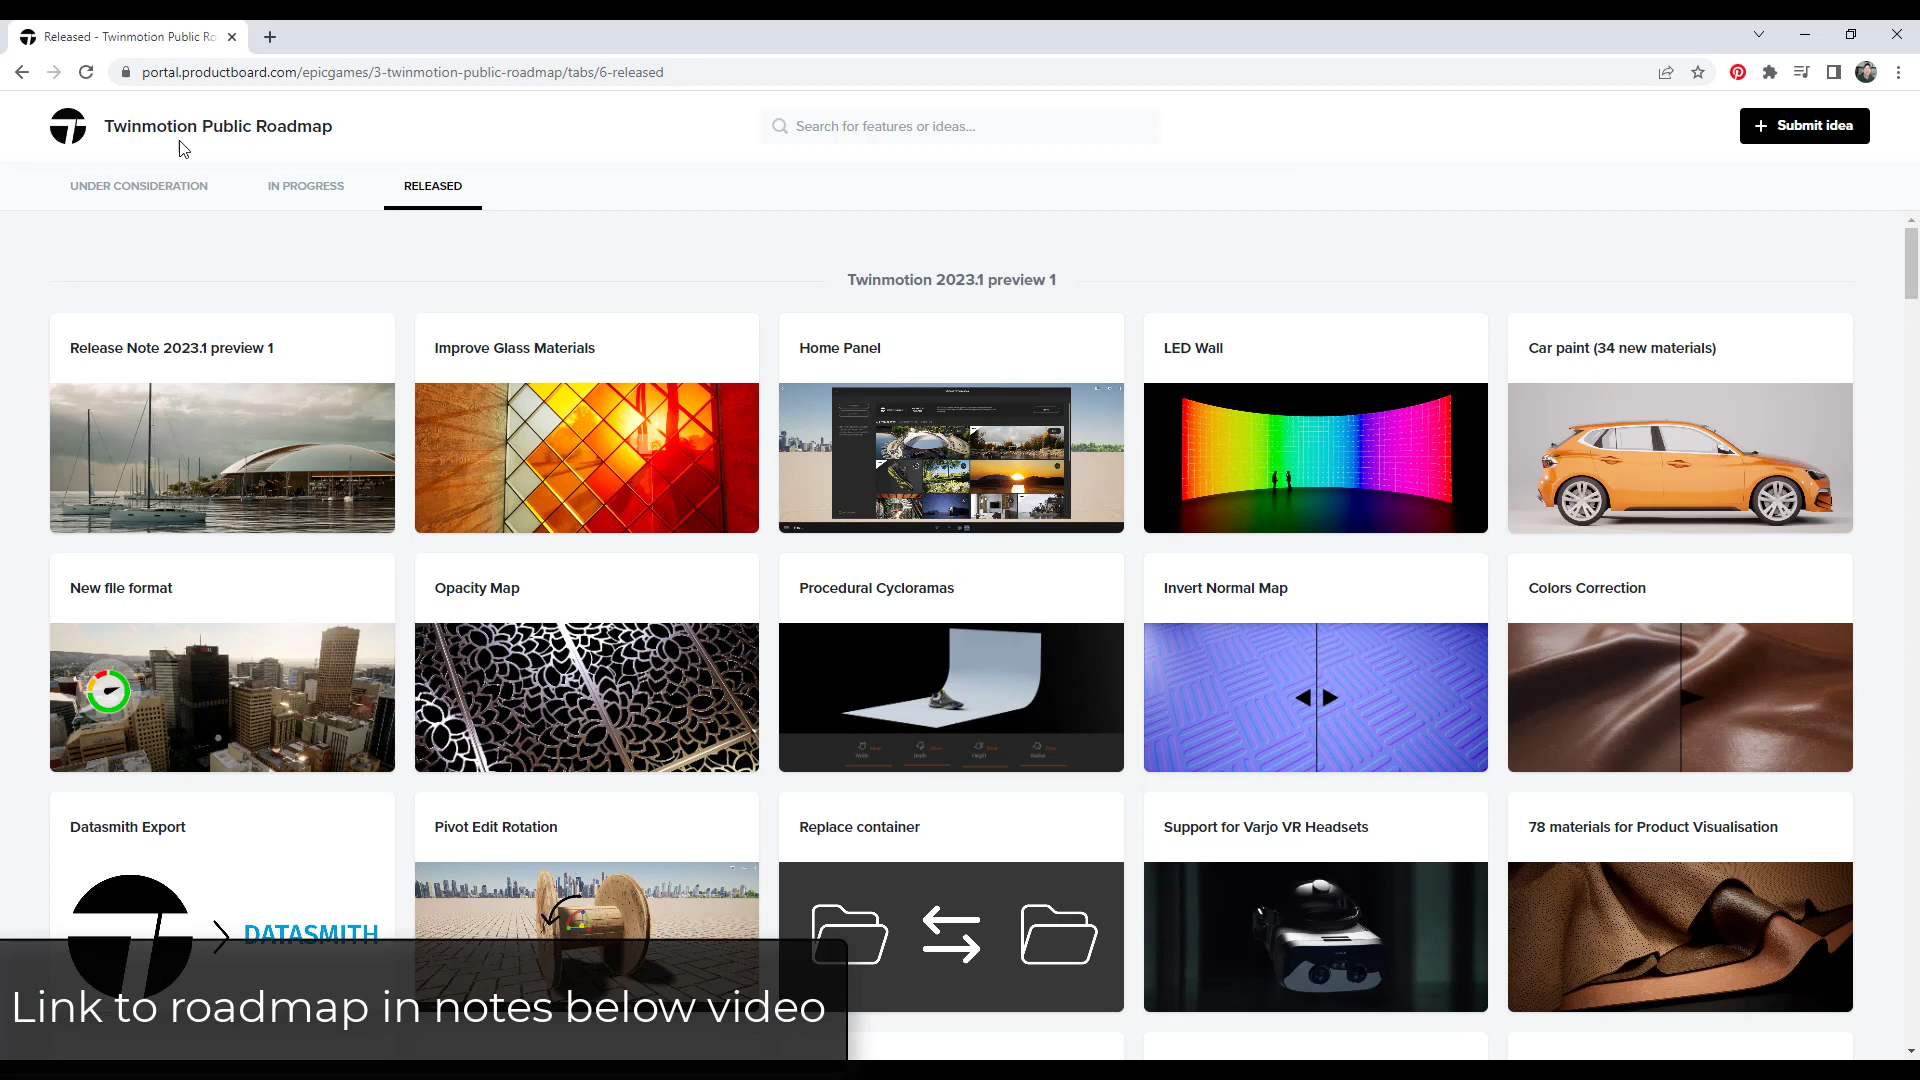 Released - Twinmotion Public Ro
portal.productboard.com/epicgames/3-twinmotion-public-roadmap/tabs/6-released
Twinmotion Public Roadmap
Search for features or ideas...
+ Submit idea
UNDER CONSIDERATION
IN PROGRESS
RELEASED
Twinmotion 2023.1 preview 1
Release Note 2023.1 preview 1
Improve Glass Materials
Home Panel
LED Wall
Car paint (34 new materials)
New file format
Opacity Map
Procedural Cycloramas
Invert Normal Map
Colors Correction
Width
Depth
Height
Datasmith Export
Pivot Edit Rotation
Replace container
Support for Varjo VR Headsets
78 materials for Product Visualisation
DATASMITH
Link to roadmap in notes below video